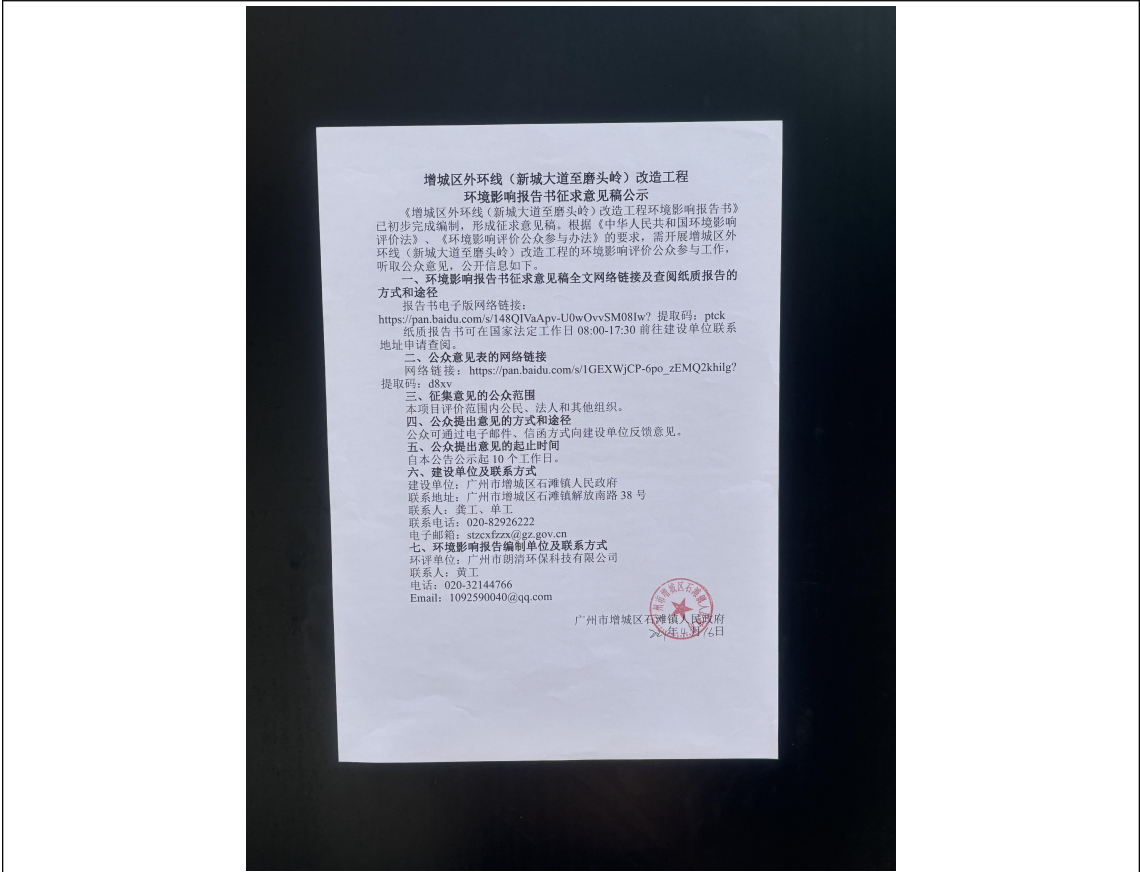 增城区外环线（新城大道至磨头岭）改造工程
环境影响报告书征求意见稿公示
《增城区外环线（新城大道至磨头岭）改造工程环境影响报告书》
已初步完成编制，形成征求意见稿。根据《中华人民共和国环境影响
评价法》、《环境影响评价公众参与办法》的要求，需开展增城区外
环线（新城大道至磨头岭）改造工程的环境影响评价公众参与工作，
听取公众意见，公开信息如下。
一、环境影响报告书征求意见稿全文网络链接及查阅纸质报告的
方式和途径
报告书电子版网络链接：
https://pan.baidu.com/s/148QIVaApv-U0wOvvSM08Iw? 提取码：ptck
纸质报告书可在国家法定工作日 08:00-17:30 前往建设单位联系
地址申请查阅。
二、公众意见表的网络链接
网络链接：https://pan.baidu.com/s/1GEXWjCP-6po_zEMQ2khilg?
提取码：d8xv
三、征集意见的公众范围
本项目评价范围内公民、法人和其他组织。
四、公众提出意见的方式和途径
公众可通过电子邮件、信函方式向建设单位反馈意见。
五、公众提出意见的起止时间
自本公告公示起 10 个工作日。
六、建设单位及联系方式
建设单位：广州市增城区石滩镇人民政府
联系地址：广州市增城区石滩镇解放南路 38 号
联系人：龚工、单工
联系电话：020-82926222
电子邮箱：stzcxfzzx@gz.gov.cn
七、环境影响报告编制单位及联系方式
环评单位：广州市朗清环保科技有限公司
联系人：黄工
电话：020-32144766
Email：1092590040@qq.com
广州市增城区石滩镇人民政府
年 月16日